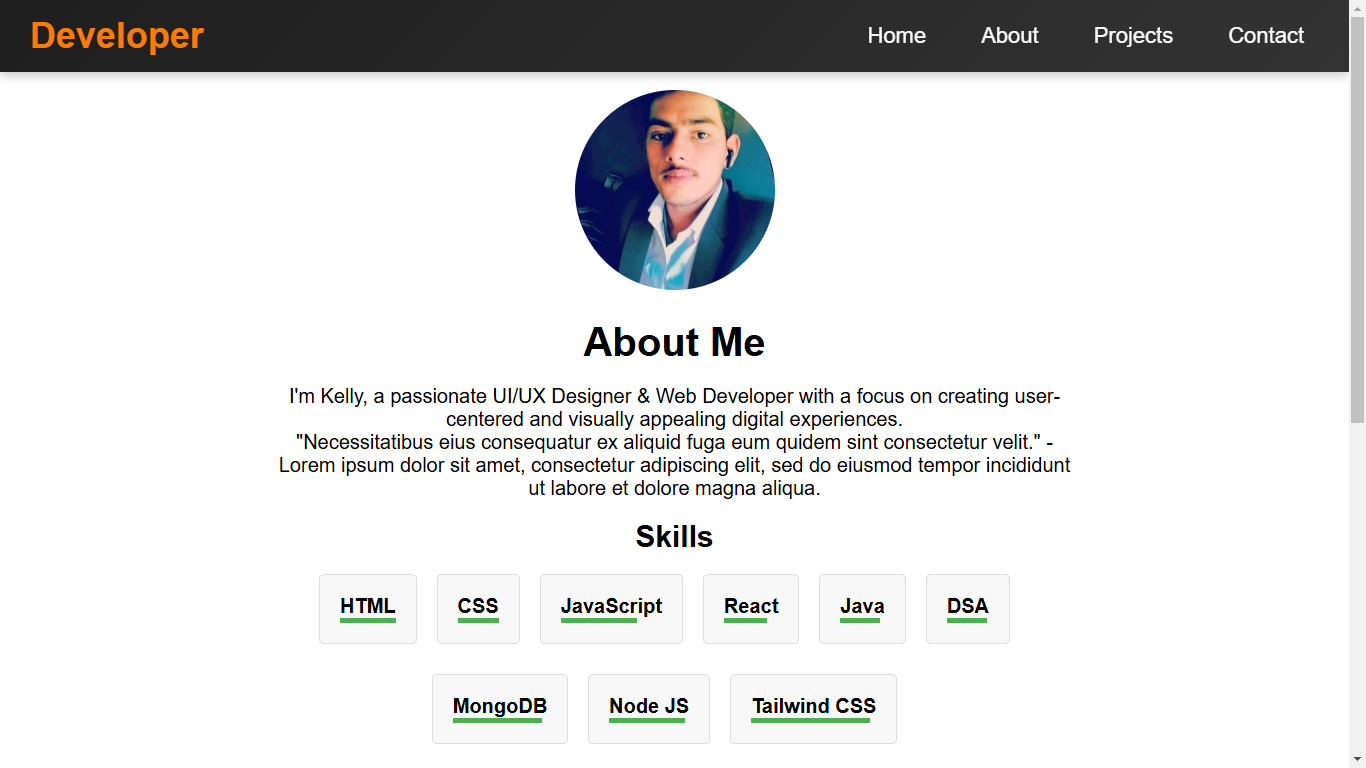 Developer
Home About Projects Contact
About Me
I'm Kelly, a passionate UI/UX Designer & Web Developer with a focus on creating user-
centered and visually appealing digital experiences.
"Necessitatibus eius consequatur ex aliquid fuga eum quidem sint consectetur velit." -
Lorem ipsum dolor sit amet, consectetur adipiscing elit, sed do eiusmod tempor incididunt
ut labore et dolore magna aliqua.
Skills
HTML CSS JavaScript React Java DSA
MongoDB Node JS Tailwind CSS